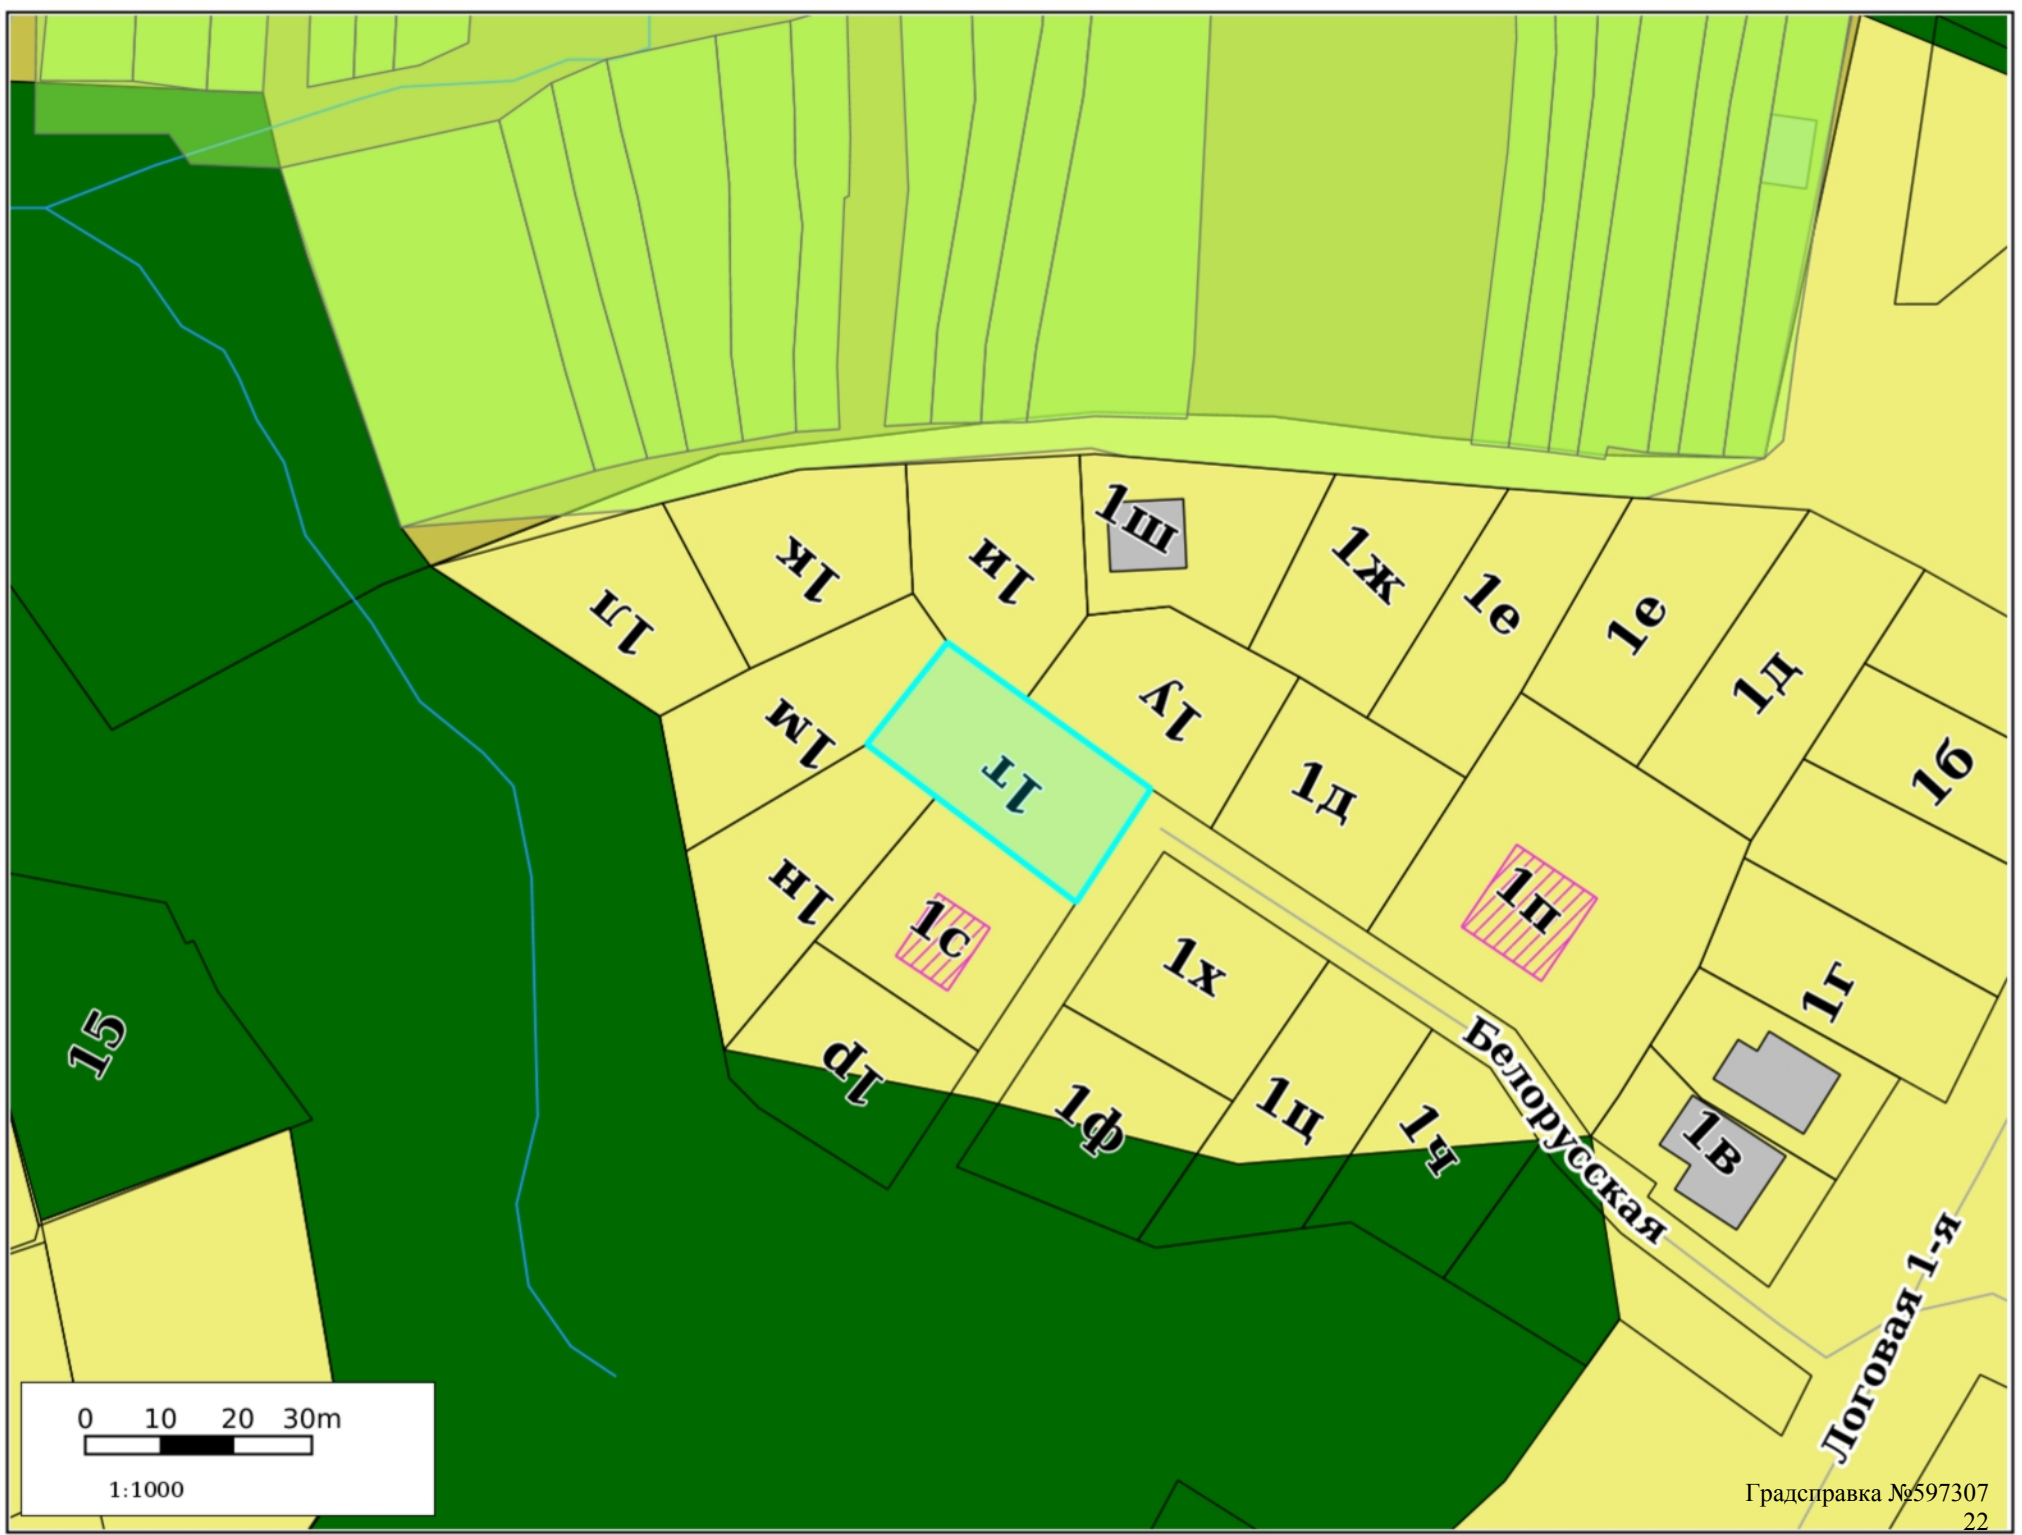 1ш
1к
1и
1ж
1е
1е
1л
1д
1у
1м
1б
1т
1д
1н
1п
1с
1х
1г
15
1р
1ф
1ц
1ч
1в
Белорусская
Логовая 1-я
0 10 20 30m
1:1000
Градсправка №597307
22